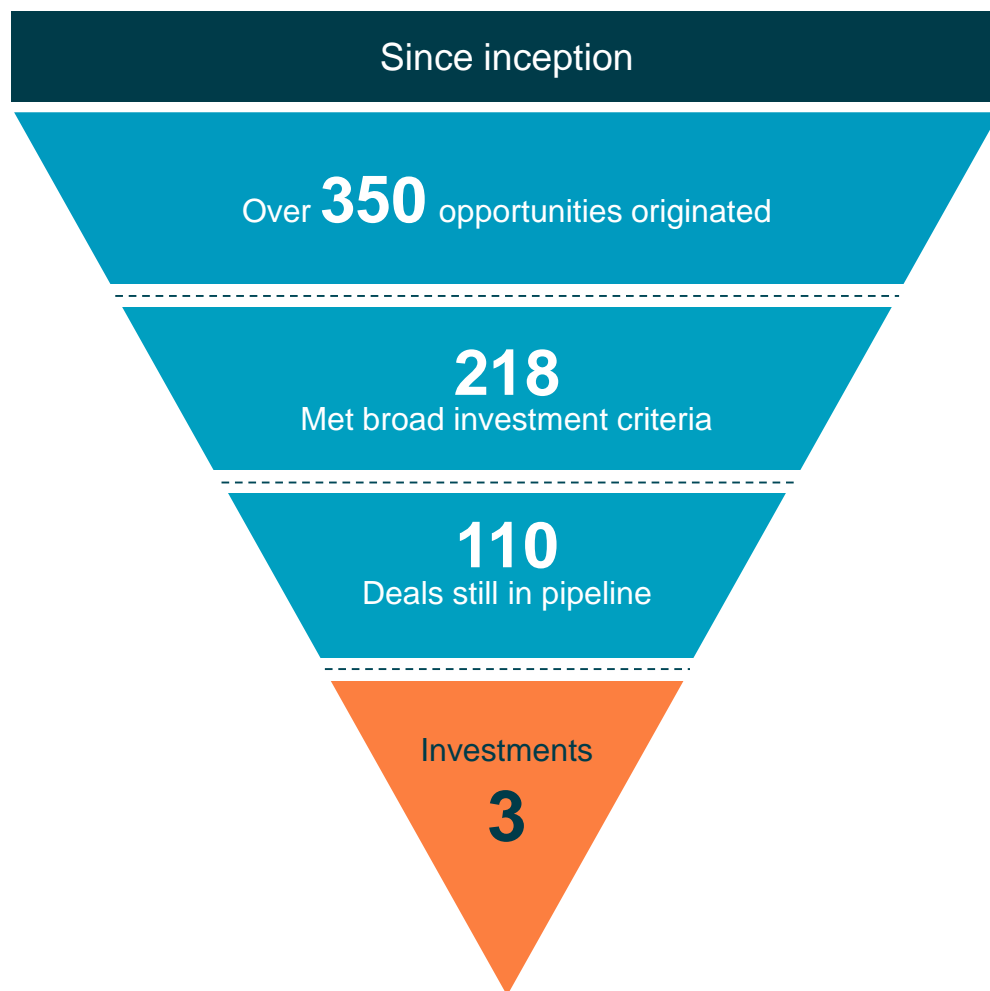 Since inception
Over 350 opportunities originated
218
Met broad investment criteria
110
Deals still in pipeline
Investments
3